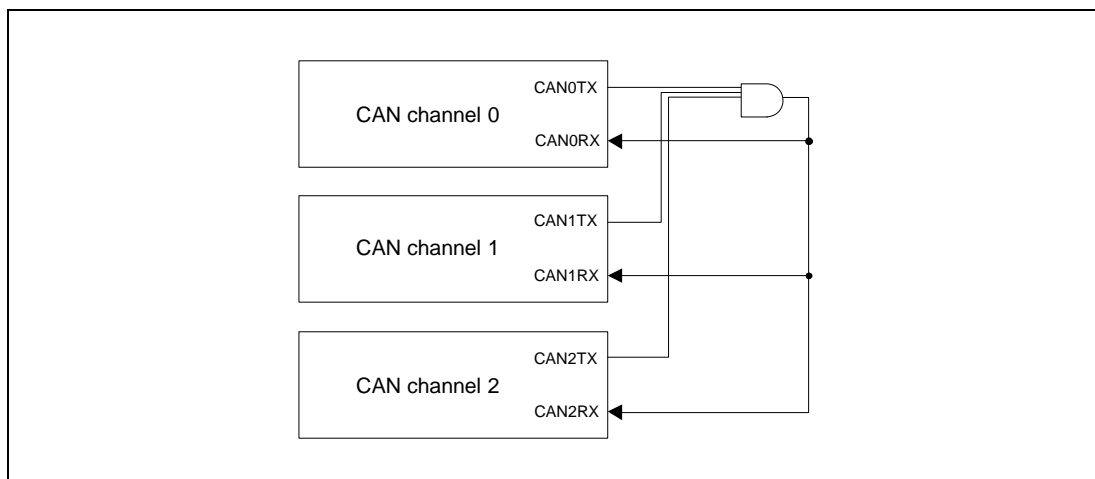 CAN0TX
CAN channel 0
CAN0RX
CAN1TX
CAN channel 1
CAN1RX
CAN2TX
CAN channel 2
CAN2RX